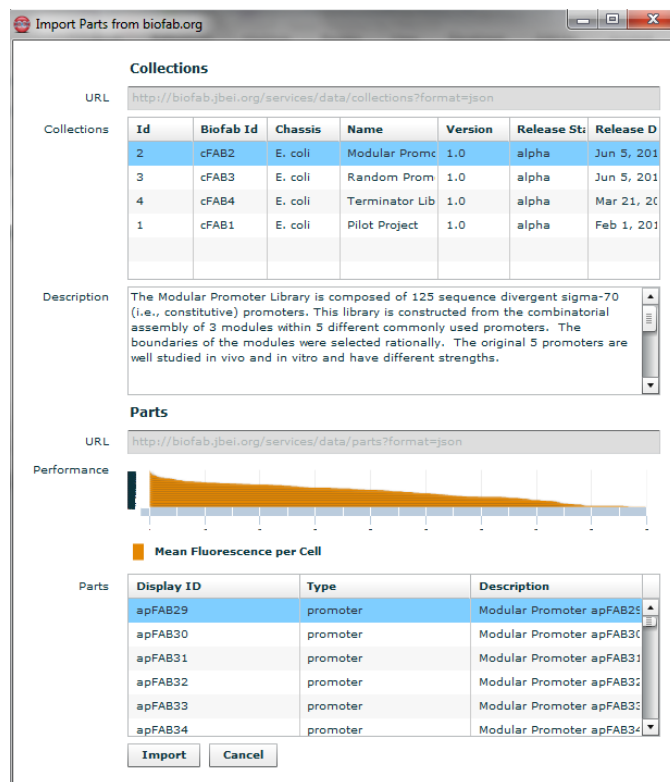 Import Parts from biofab.org
Collections
URL http://biofab.jbei.org/services/data/collections?format=json
Collections
Id Biofab Id Chassis Name Version Release Sta Release D
2 cFAB2 E. coli Modular Promo 1.0 alpha Jun 5, 201
3 cFAB3 E. coli Random Prom 1.0 alpha Jun 5, 201
4 cFAB4 E. coli Terminator Lib 1.0 alpha Mar 21, 20
1 cFAB1 E. coli Pilot Project 1.0 alpha Feb 1, 201
Description
The Modular Promoter Library is composed of 125 sequence divergent sigma-70
(i.e., constitutive) promoters. This library is constructed from the combinatorial
assembly of 3 modules within 5 different commonly used promoters. The
boundaries of the modules were selected rationally. The original 5 promoters are
well studied in vivo and in vitro and have different strengths.
Parts
URL http://biofab.jbei.org/services/data/parts?format=json
Performance
Mean Fluorescence per Cell
Parts
Display ID Type Description
apFAB29 promoter Modular Promoter apFAB29
apFAB30 promoter Modular Promoter apFAB30
apFAB31 promoter Modular Promoter apFAB31
apFAB32 promoter Modular Promoter apFAB32
apFAB33 promoter Modular Promoter apFAB33
apFAB34 promoter Modular Promoter apFAB34
Import Cancel